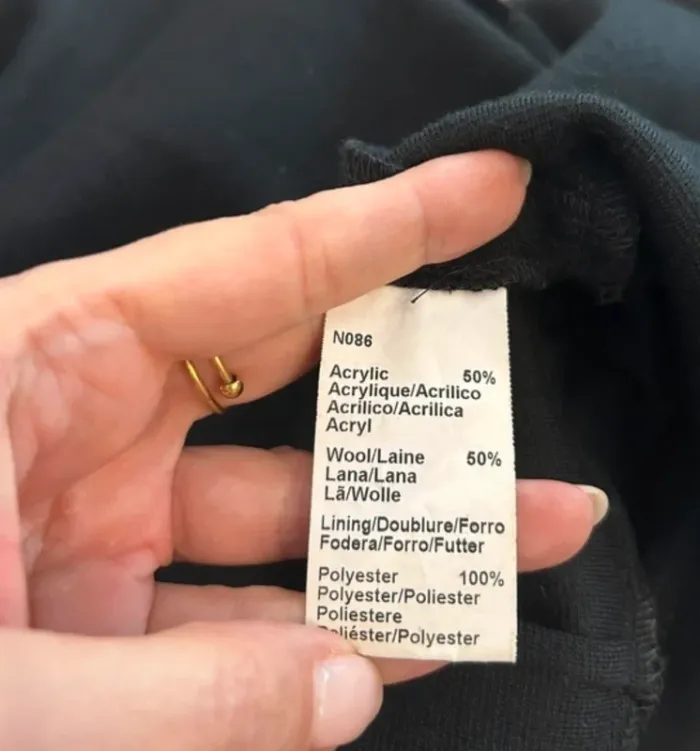 N086
Acrylic 50%
Acrylique/Acrilico
Acrílico/Acrilica
Acryl
Wool/Laine 50%
Lana/Lana
Lã/Wolle
Lining/Doublure/Forro
Fodera/Forro/Futter
Polyester 100%
Polyester/Poliester
Poliestere
Poliéster/Polyester